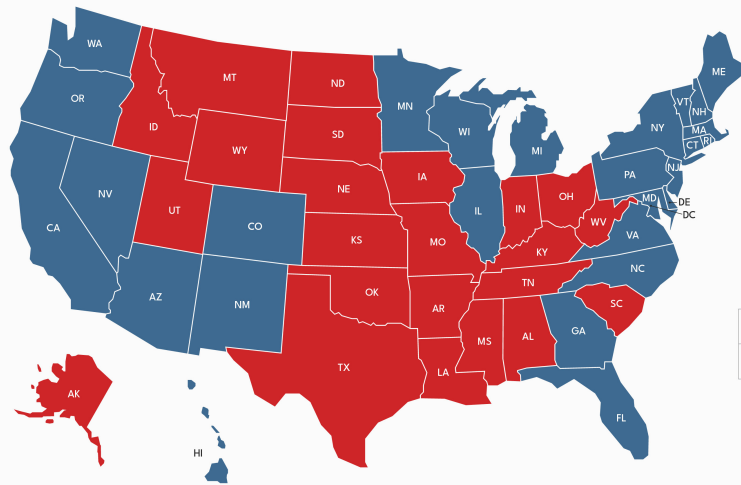 WA
MT
ND
MN
ME
VT
NH
OR
ID
SD
WI
NY
MA
CT
RI
WY
MI
IA
NE
PA
NJ
NV
UT
CO
IL
IN
OH
MD
DE
DC
CA
KS
MO
WV
VA
KY
AZ
NM
OK
AR
TN
NC
SC
TX
LA
MS
AL
GA
AK
FL
HI